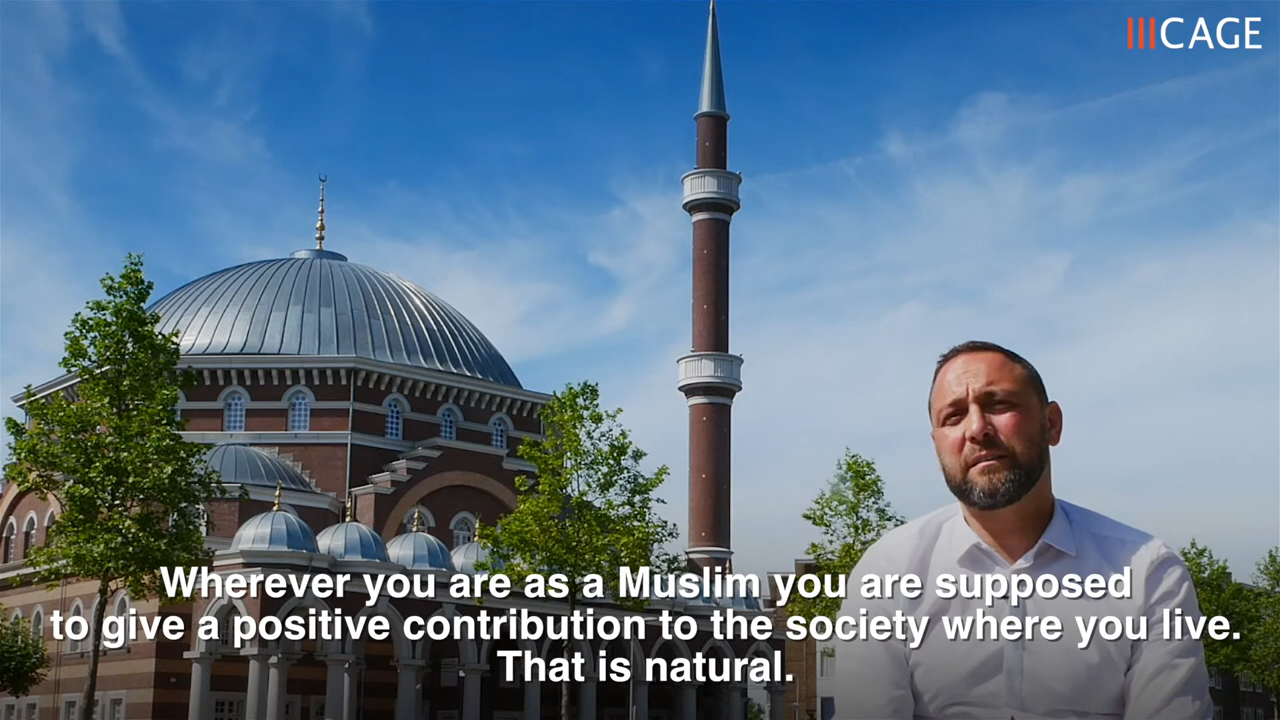 CAGE
Wherever you are as a Muslim you are supposed
to give a positive contribution to the society where you live.
That is natural.